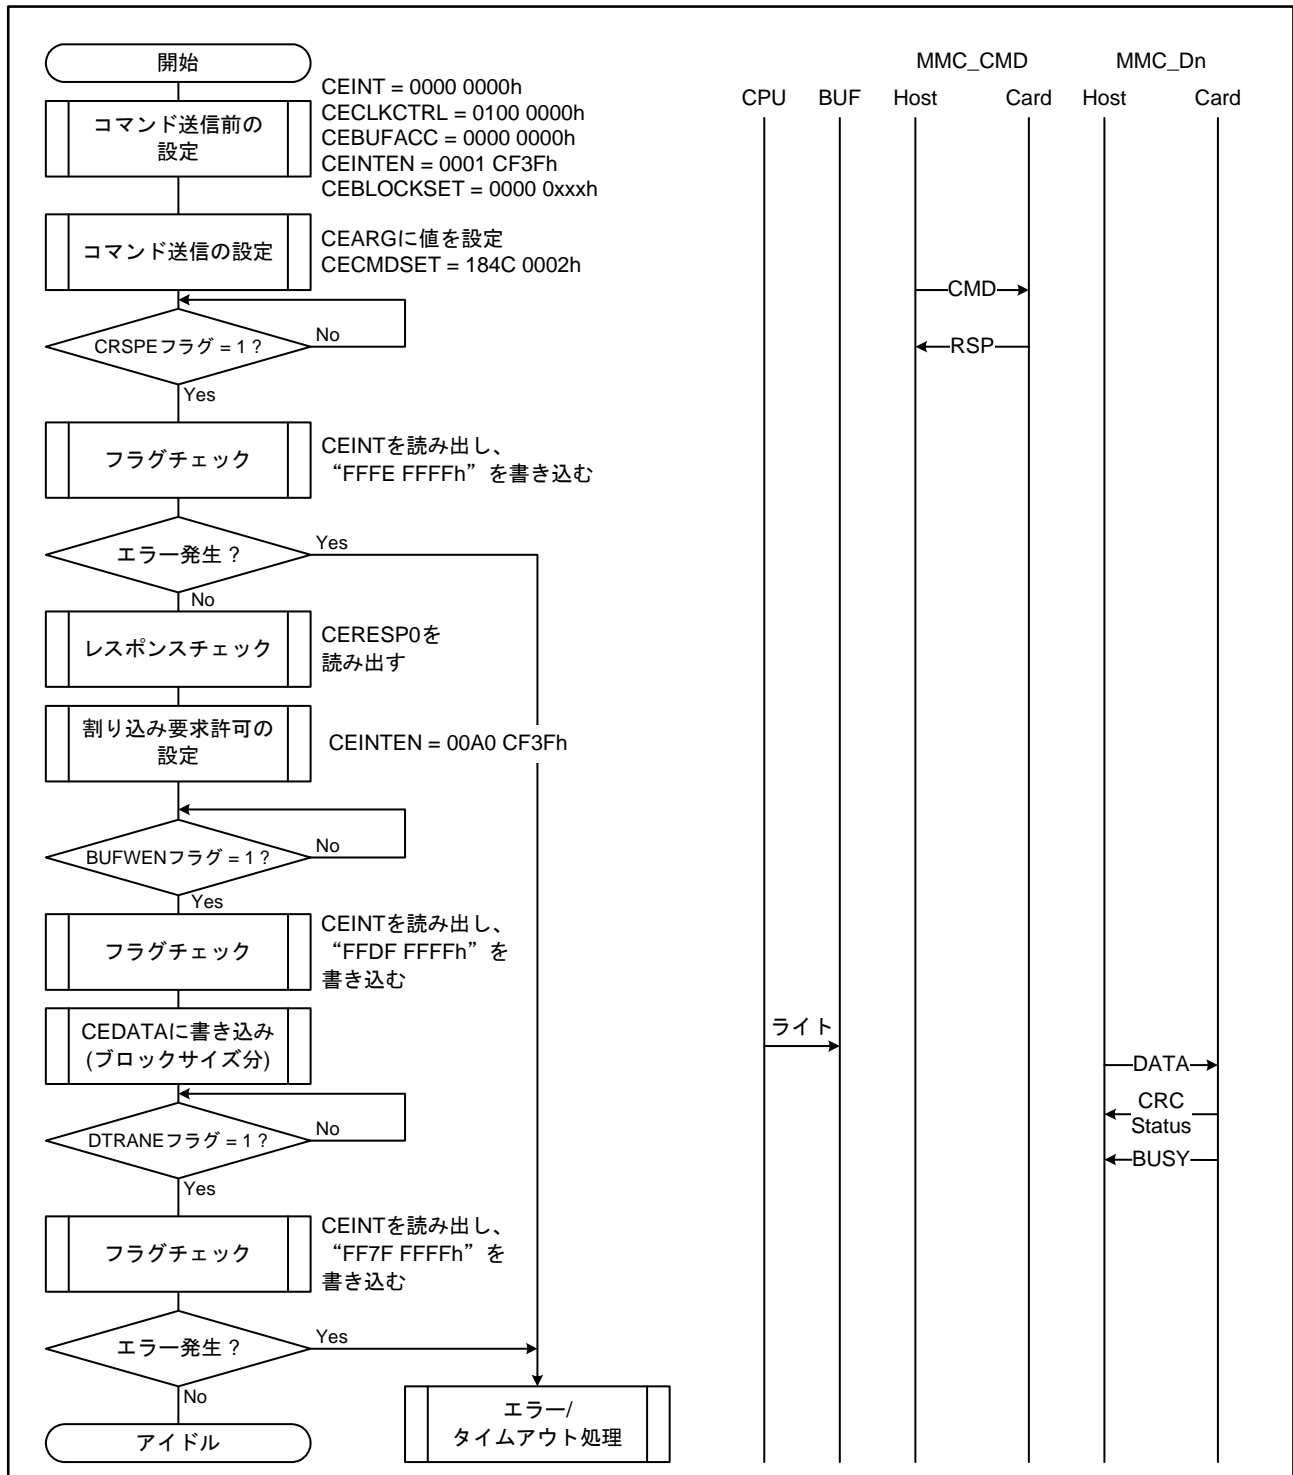 開始
CEINT = 0000 0000h
CECLKCTRL = 0100 0000h
CEBUFACC = 0000 0000h
CEINTEN = 0001 CF3Fh
CEBLOCKSET = 0000 0xxxh
コマンド送信前の
設定
コマンド送信の設定
CEARGに値を設定
CECMDSET = 184C 0002h
CRSPEフラグ = 1 ?
No
Yes
フラグチェック
CEINTを読み出し、
“FFFE FFFFh”を書き込む
エラー発生 ?
Yes
No
レスポンスチェック
CERESP0を
読み出す
割り込み要求許可の
設定
CEINTEN = 00A0 CF3Fh
BUFWENフラグ = 1 ?
No
Yes
フラグチェック
CEINTを読み出し、
“FFDF FFFFh”を
書き込む
CEDATAに書き込み
(ブロックサイズ分)
DTRANEフラグ = 1 ?
No
Yes
フラグチェック
CEINTを読み出し、
“FF7F FFFFh”を
書き込む
エラー発生 ?
Yes
No
アイドル
エラー/
タイムアウト処理
MMC_CMD MMC_Dn
CPU BUF Host Card Host Card
CMD
RSP
ライト
DATA
CRC
Status
BUSY